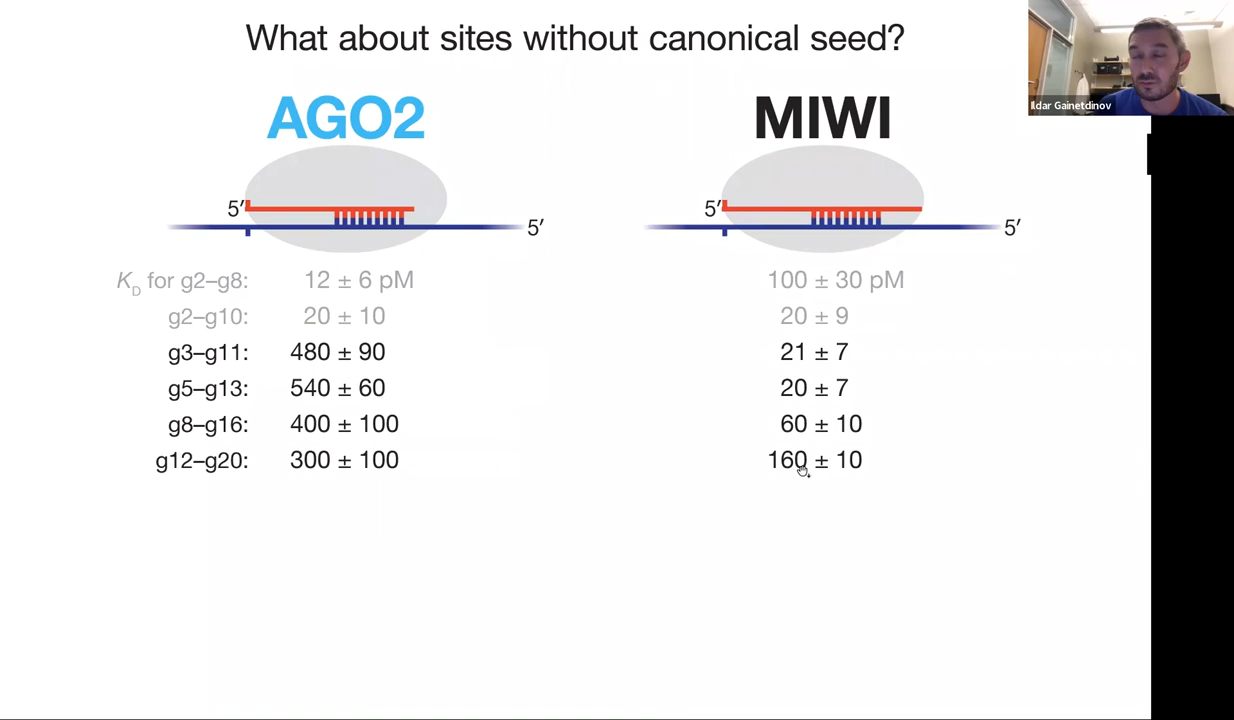 What about sites without canonical seed?
Ildar Gainetdinov
AGO2
MIWI
5′
5′
5′
5′
K_D for g2–g8: 12 ± 6 pM 100 ± 30 pM
g2–g10: 20 ± 10 20 ± 9
g3–g11: 480 ± 90 21 ± 7
g5–g13: 540 ± 60 20 ± 7
g8–g16: 400 ± 100 60 ± 10
g12–g20: 300 ± 100 160 ± 10